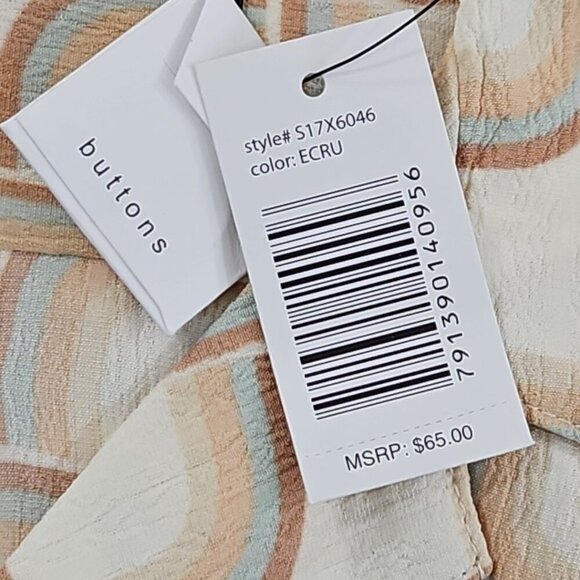 buttons
style# S17X6046
color: ECRU
791390140956
MSRP: $65.00